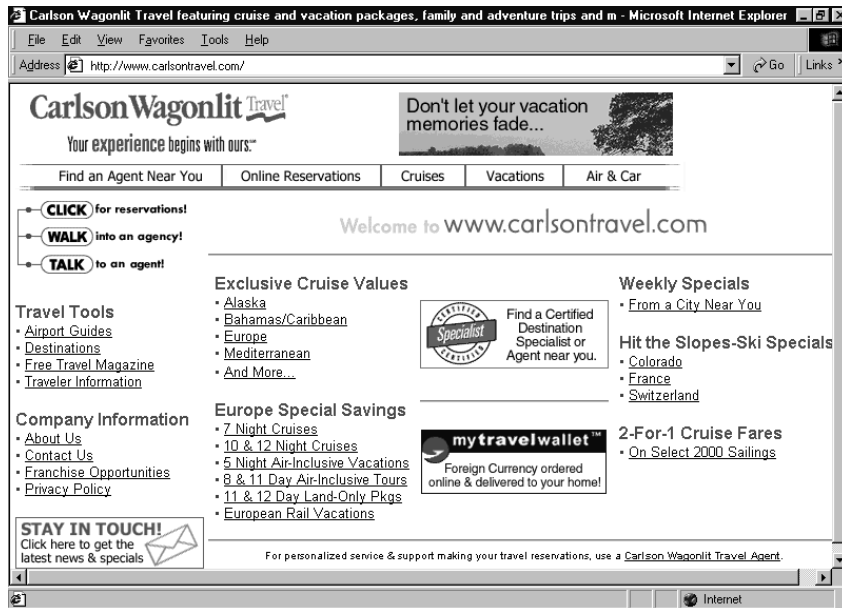 Carlson Wagonlit Travel featuring cruise and vacation packages, family and adventure trips and m - Microsoft Internet Explorer
File Edit View Favorites Tools Help
Address http://www.carlsontravel.com/ Go Links
Carlson Wagonlit Travel
Your experience begins with ours.
Don't let your vacation
memories fade...
Find an Agent Near You Online Reservations Cruises Vacations Air & Car
CLICK for reservations!
WALK into an agency!
TALK to an agent!
Welcome to www.carlsontravel.com
Travel Tools
Airport Guides
Destinations
Free Travel Magazine
Traveler Information
Company Information
About Us
Contact Us
Franchise Opportunities
Privacy Policy
STAY IN TOUCH!
Click here to get the
latest news & specials
Exclusive Cruise Values
Alaska
Bahamas/Caribbean
Europe
Mediterranean
And More...
Europe Special Savings
7 Night Cruises
10 & 12 Night Cruises
5 Night Air-Inclusive Vacations
8 & 11 Day Air-Inclusive Tours
11 & 12 Day Land-Only Pkgs
European Rail Vacations
CERTIFIED
Specialist
CERTIFIED
Find a Certified
Destination
Specialist or
Agent near you.
mytravelwallet™
Foreign Currency ordered
online & delivered to your home!
Weekly Specials
From a City Near You
Hit the Slopes-Ski Specials
Colorado
France
Switzerland
2-For-1 Cruise Fares
On Select 2000 Sailings
For personalized service & support making your travel reservations, use a Carlson Wagonlit Travel Agent.
Internet